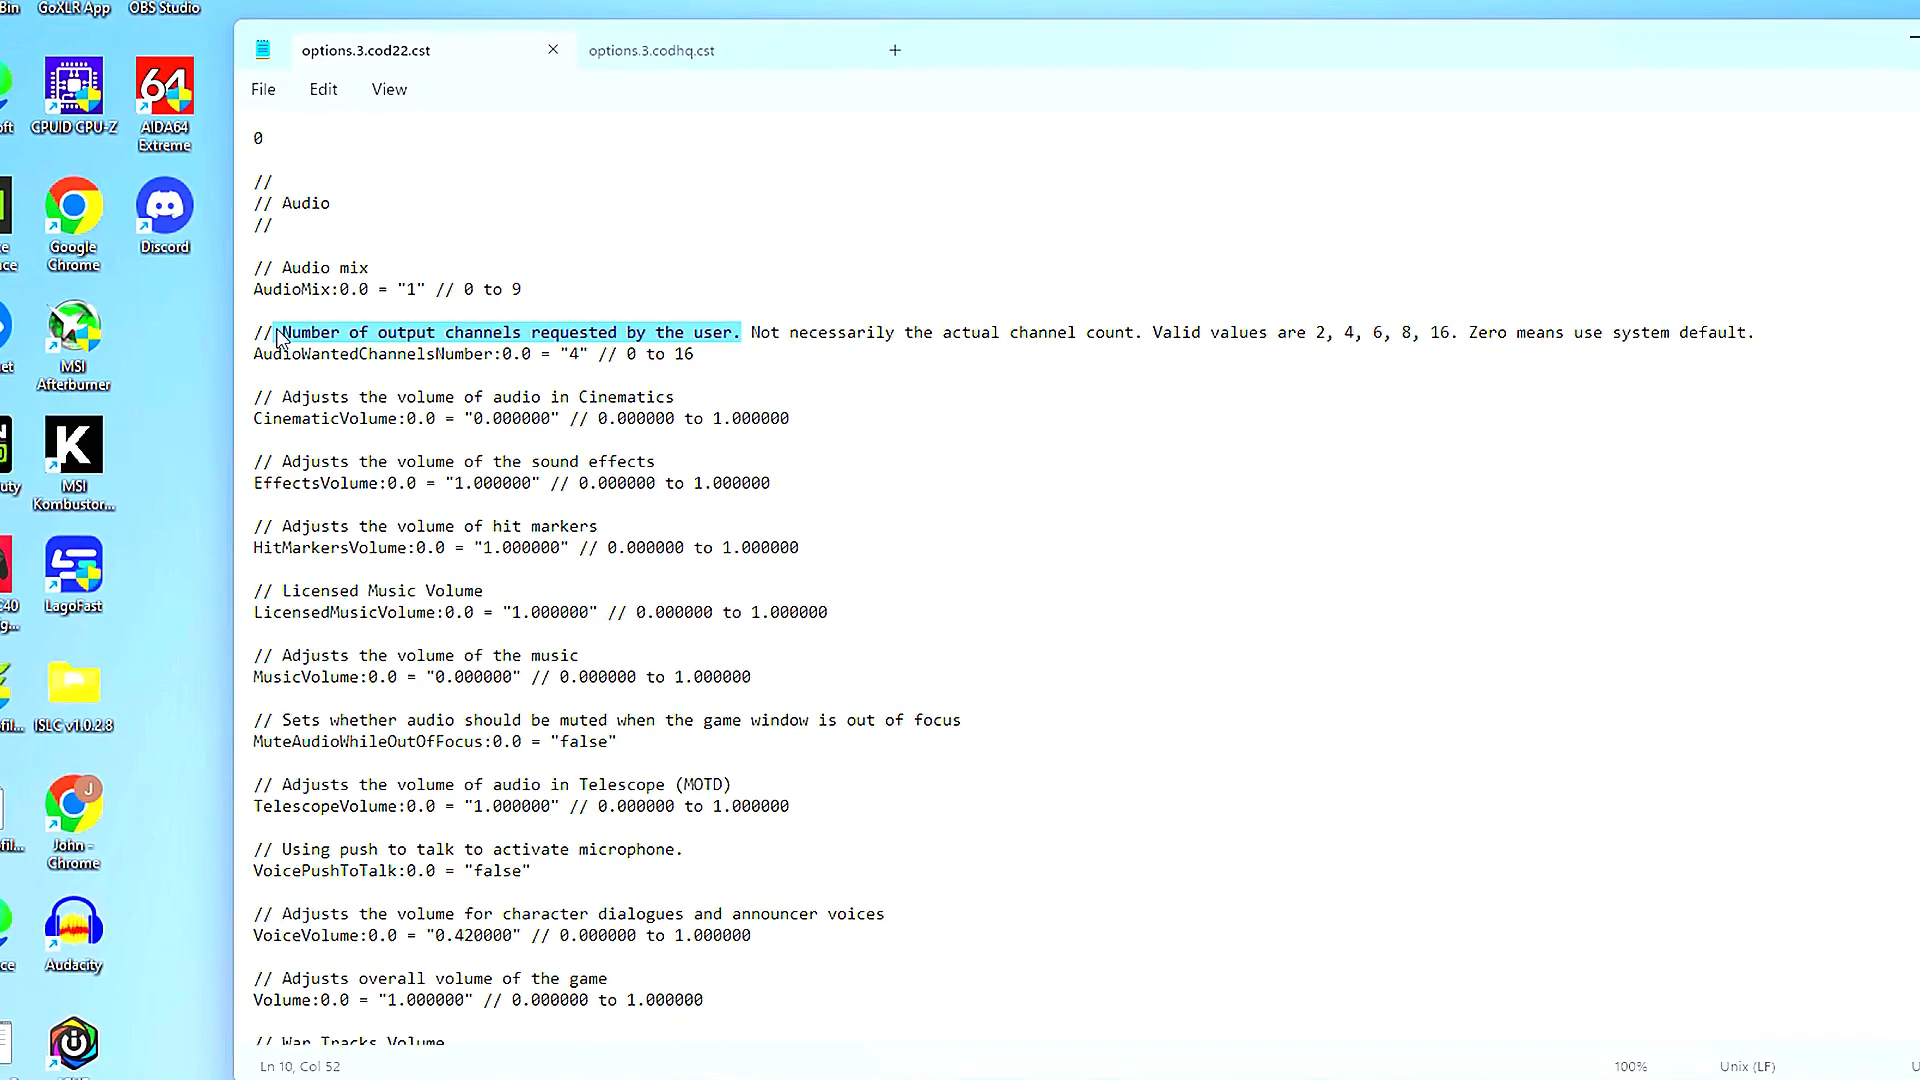 Bin
GoXLR App
OBS Studio
options.3.cod22.cst
options.3.codhq.cst
File
Edit
View
0
//
// Audio
//
// Audio mix
AudioMix:0.0 = "1" // 0 to 9
// Number of output channels requested by the user. Not necessarily the actual channel count. Valid values are 2, 4, 6, 8, 16. Zero means use system default.
AudioWantedChannelsNumber:0.0 = "4" // 0 to 16
// Adjusts the volume of audio in Cinematics
CinematicVolume:0.0 = "0.000000" // 0.000000 to 1.000000
// Adjusts the volume of the sound effects
EffectsVolume:0.0 = "1.000000" // 0.000000 to 1.000000
// Adjusts the volume of hit markers
HitMarkersVolume:0.0 = "1.000000" // 0.000000 to 1.000000
// Licensed Music Volume
LicensedMusicVolume:0.0 = "1.000000" // 0.000000 to 1.000000
// Adjusts the volume of the music
MusicVolume:0.0 = "0.000000" // 0.000000 to 1.000000
// Sets whether audio should be muted when the game window is out of focus
MuteAudioWhileOutOfFocus:0.0 = "false"
// Adjusts the volume of audio in Telescope (MOTD)
TelescopeVolume:0.0 = "1.000000" // 0.000000 to 1.000000
// Using push to talk to activate microphone.
VoicePushToTalk:0.0 = "false"
// Adjusts the volume for character dialogues and announcer voices
VoiceVolume:0.0 = "0.420000" // 0.000000 to 1.000000
// Adjusts overall volume of the game
Volume:0.0 = "1.000000" // 0.000000 to 1.000000
// War Tracks Volume
Ln 10, Col 52
100%
Unix (LF)
CPUID CPU-Z
64
AIDA64
Extreme
Google
Chrome
Discord
MSI
Afterburner
K
MSI
Kombustor...
LagoFast
ISLC v1.0.2.8
J
John -
Chrome
Audacity